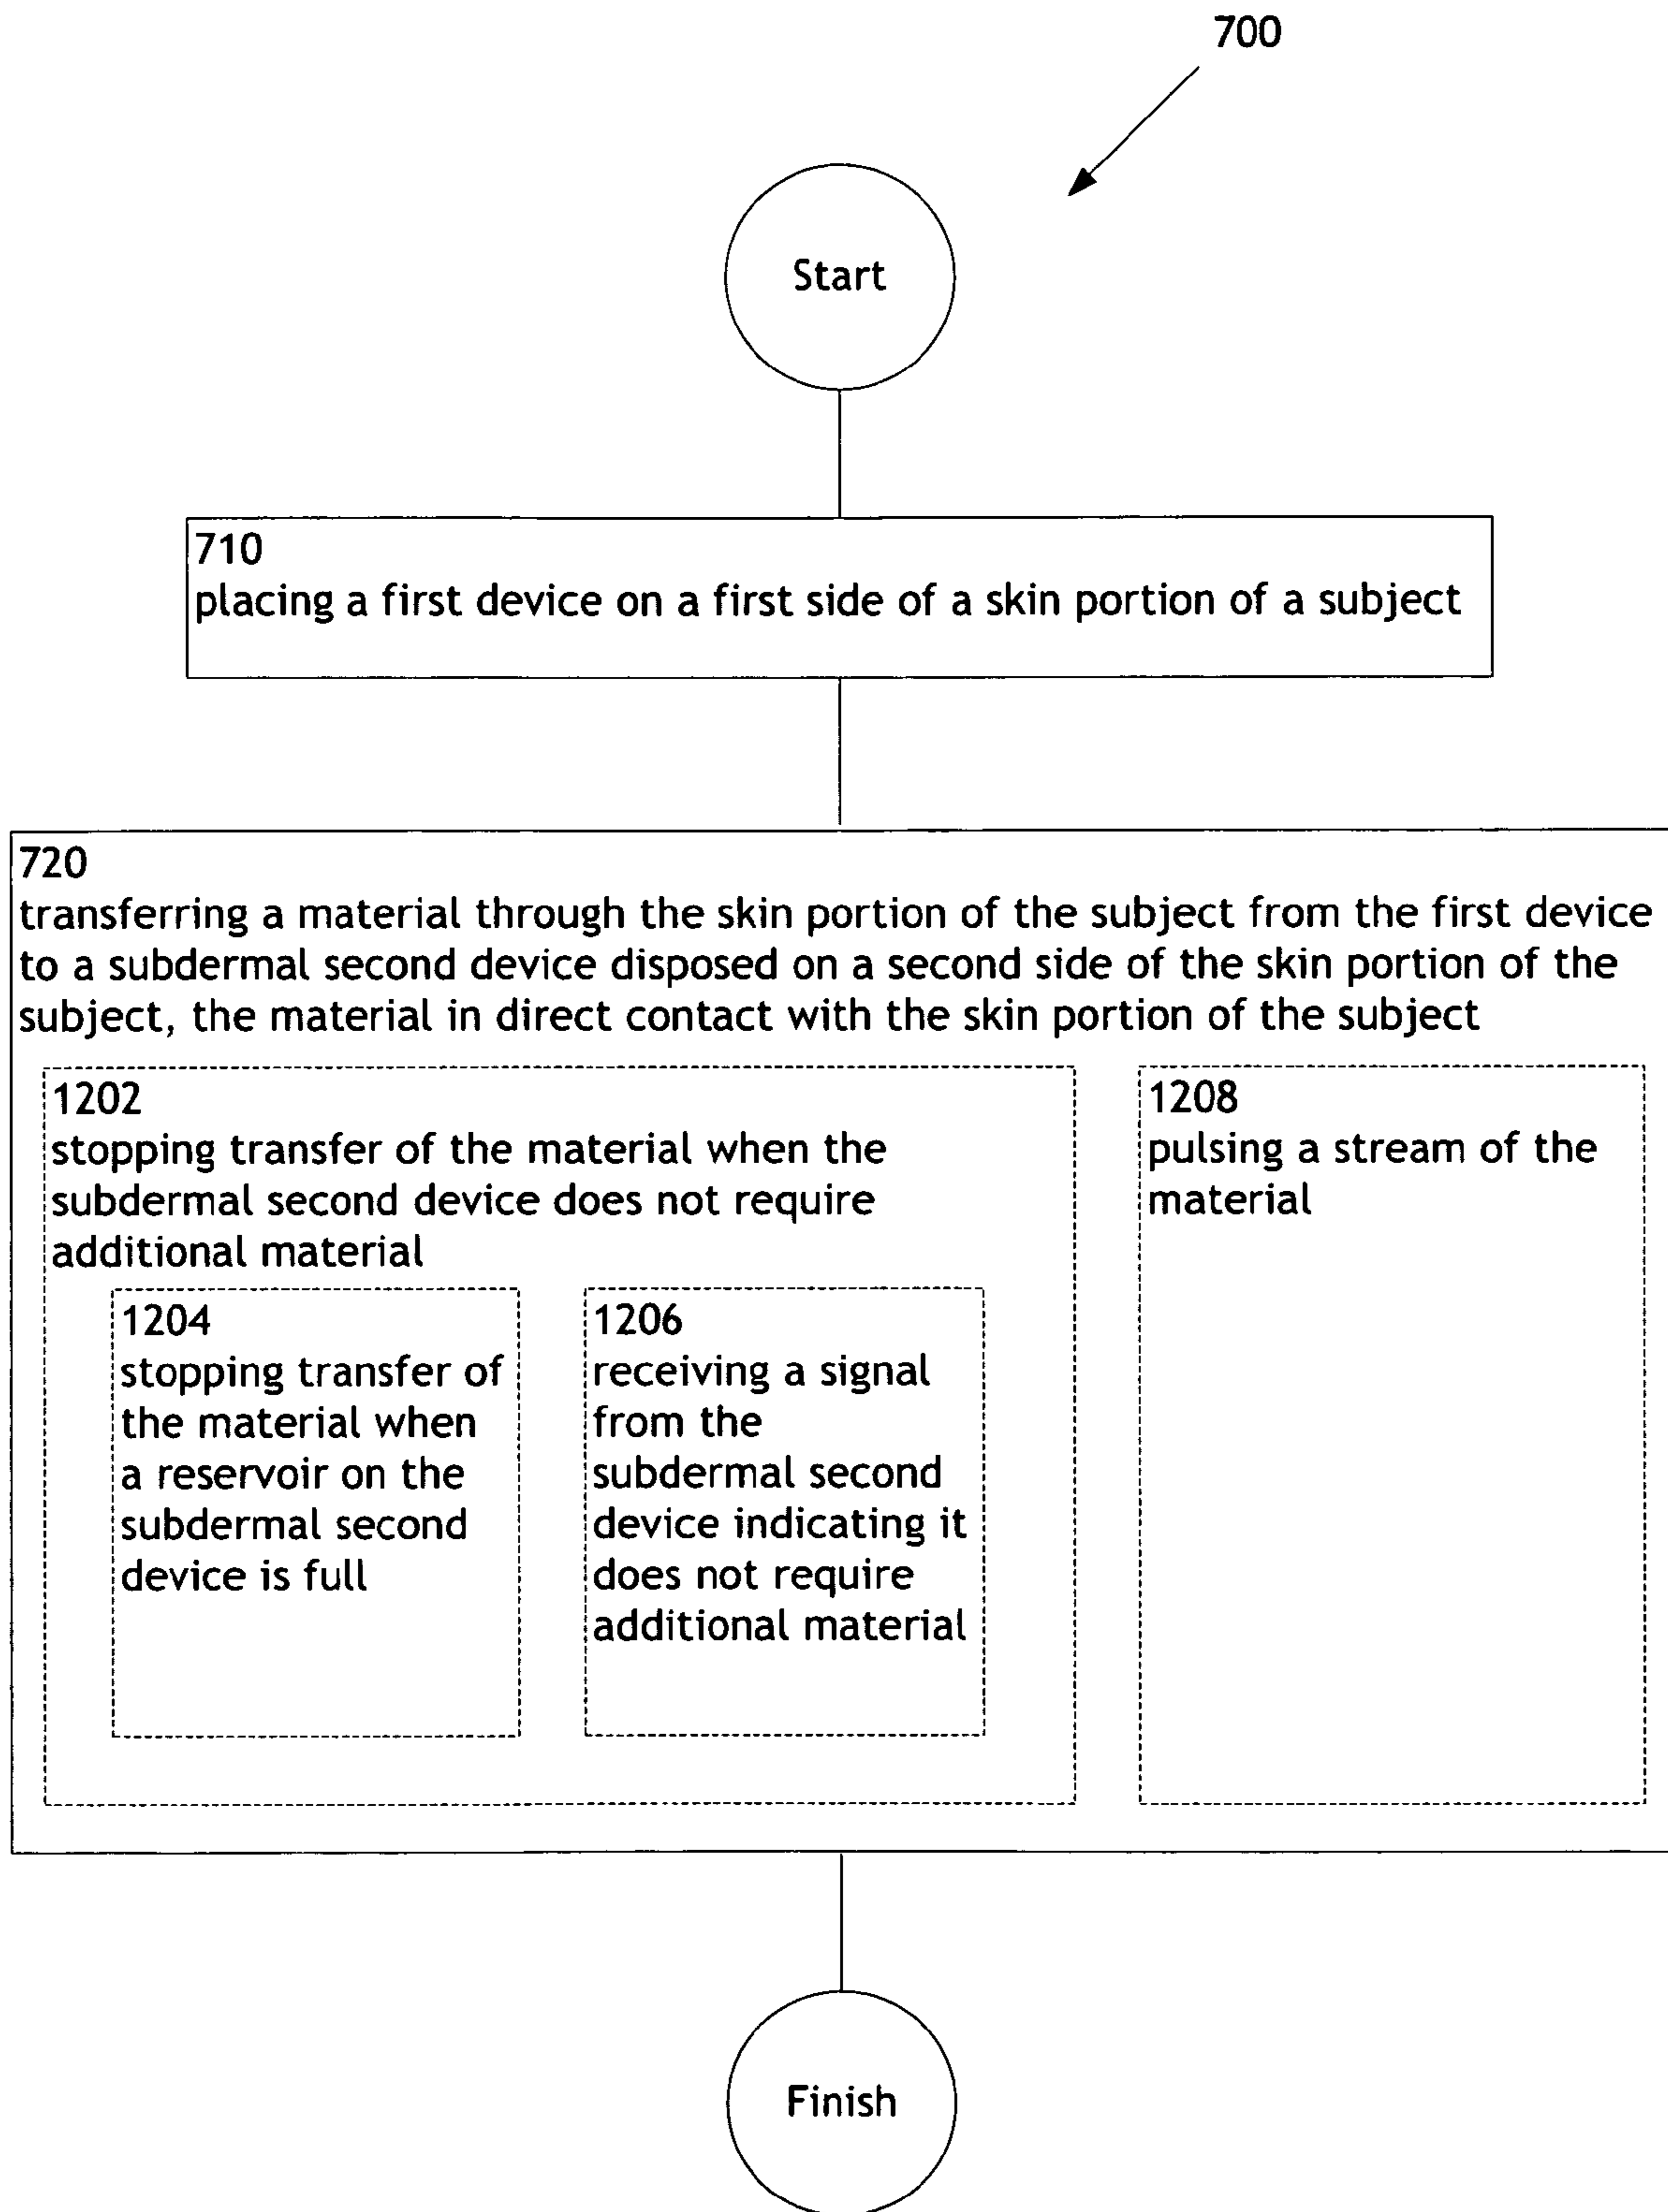 700
Start
710
placing a first device on a first side of a skin portion of a subject
720
transferring a material through the skin portion of the subject from the first device
to a subdermal second device disposed on a second side of the skin portion of the
subject, the material in direct contact with the skin portion of the subject
1202
stopping transfer of the material when the
subdermal second device does not require
additional material
1204
stopping transfer of
the material when
a reservoir on the
subdermal second
device is full
1206
receiving a signal
from the
subdermal second
device indicating it
does not require
additional material
1208
pulsing a stream of the
material
Finish